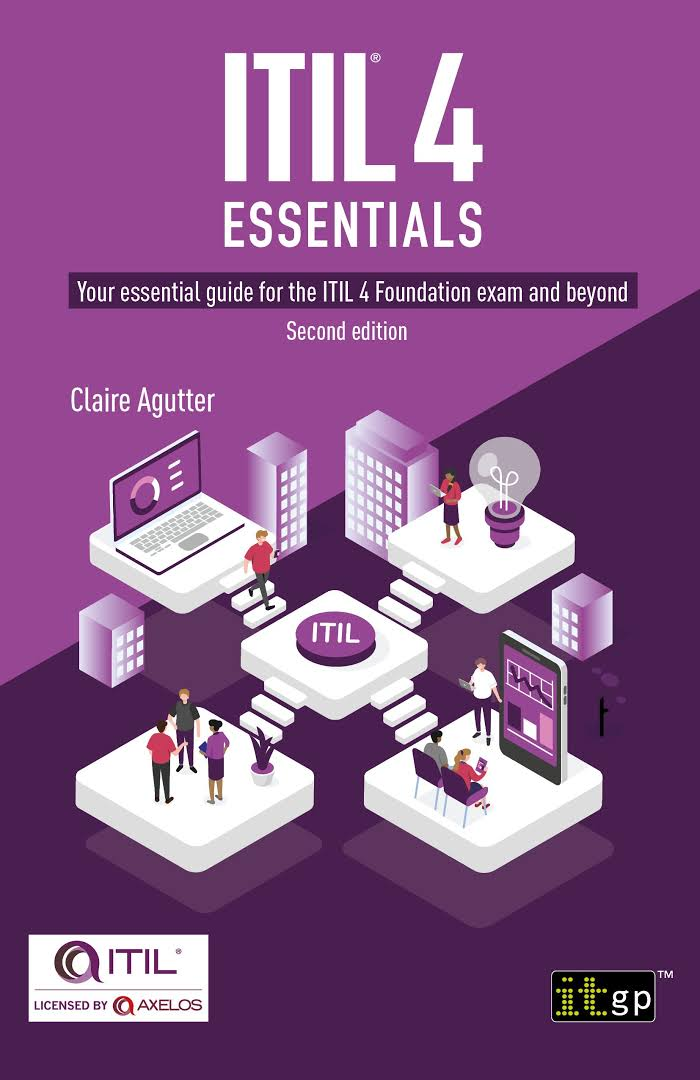 ITIL® 4
ESSENTIALS
Your essential guide for the ITIL 4 Foundation exam and beyond
Second edition
Claire Agutter
ITIL
ITIL®
LICENSED BY AXELOS
itgp™